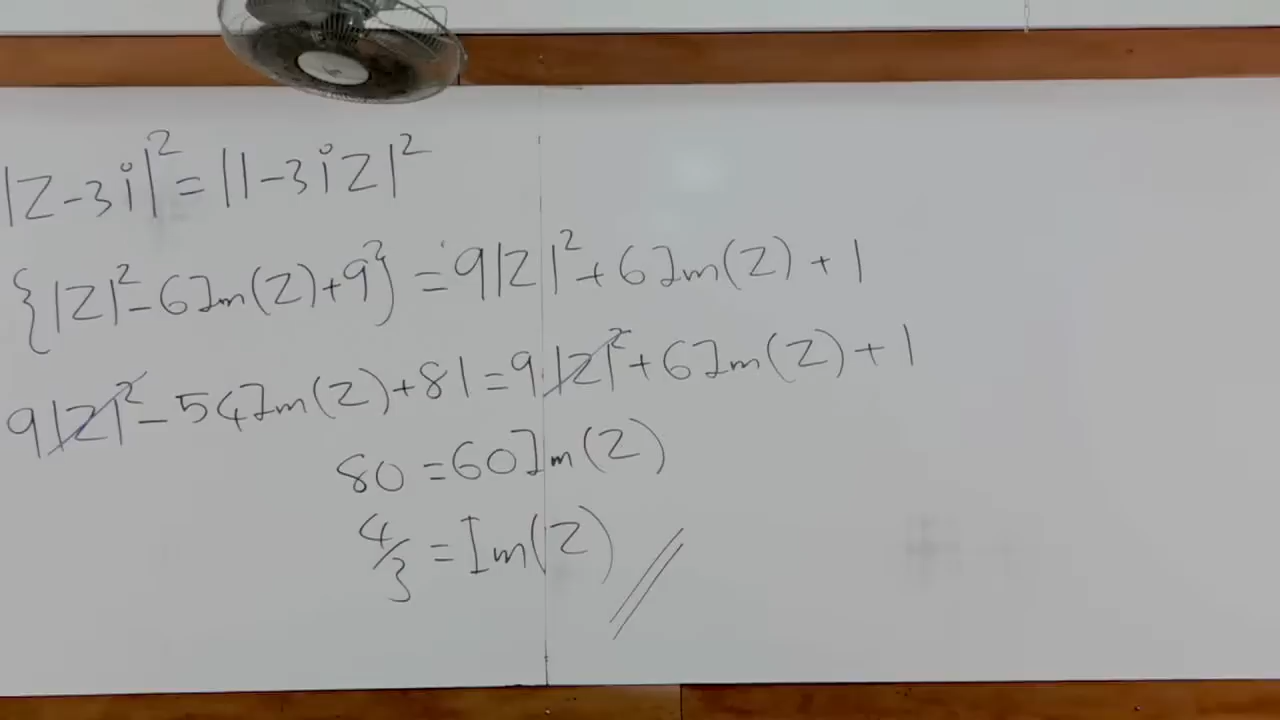 |Z-3i|² = |1-3iZ|²
{|Z|²-6Im(Z)+9²} = 9|Z|²+6Im(Z)+1
9|Z|²-54Im(Z)+81=9|Z|²+6Im(Z)+1
80=60Im(Z)
4/3 = Im(Z)